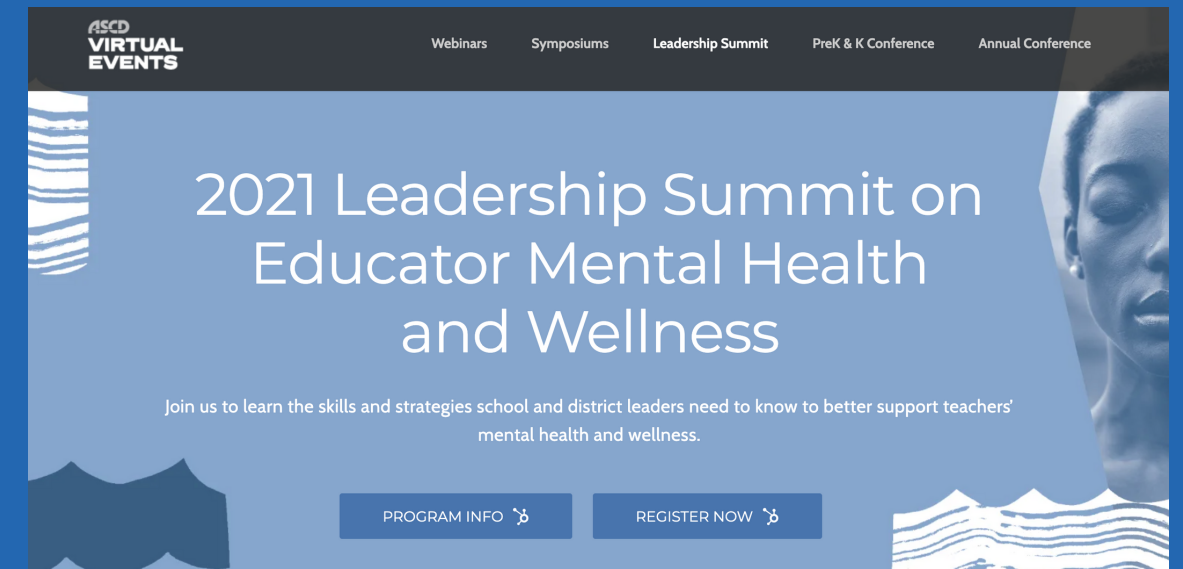 ASCD
VIRTUAL
EVENTS
Webinars Symposiums Leadership Summit PreK & K Conference Annual Conference
2021 Leadership Summit on
Educator Mental Health
and Wellness
Join us to learn the skills and strategies school and district leaders need to know to better support teachers’
mental health and wellness.
PROGRAM INFO REGISTER NOW